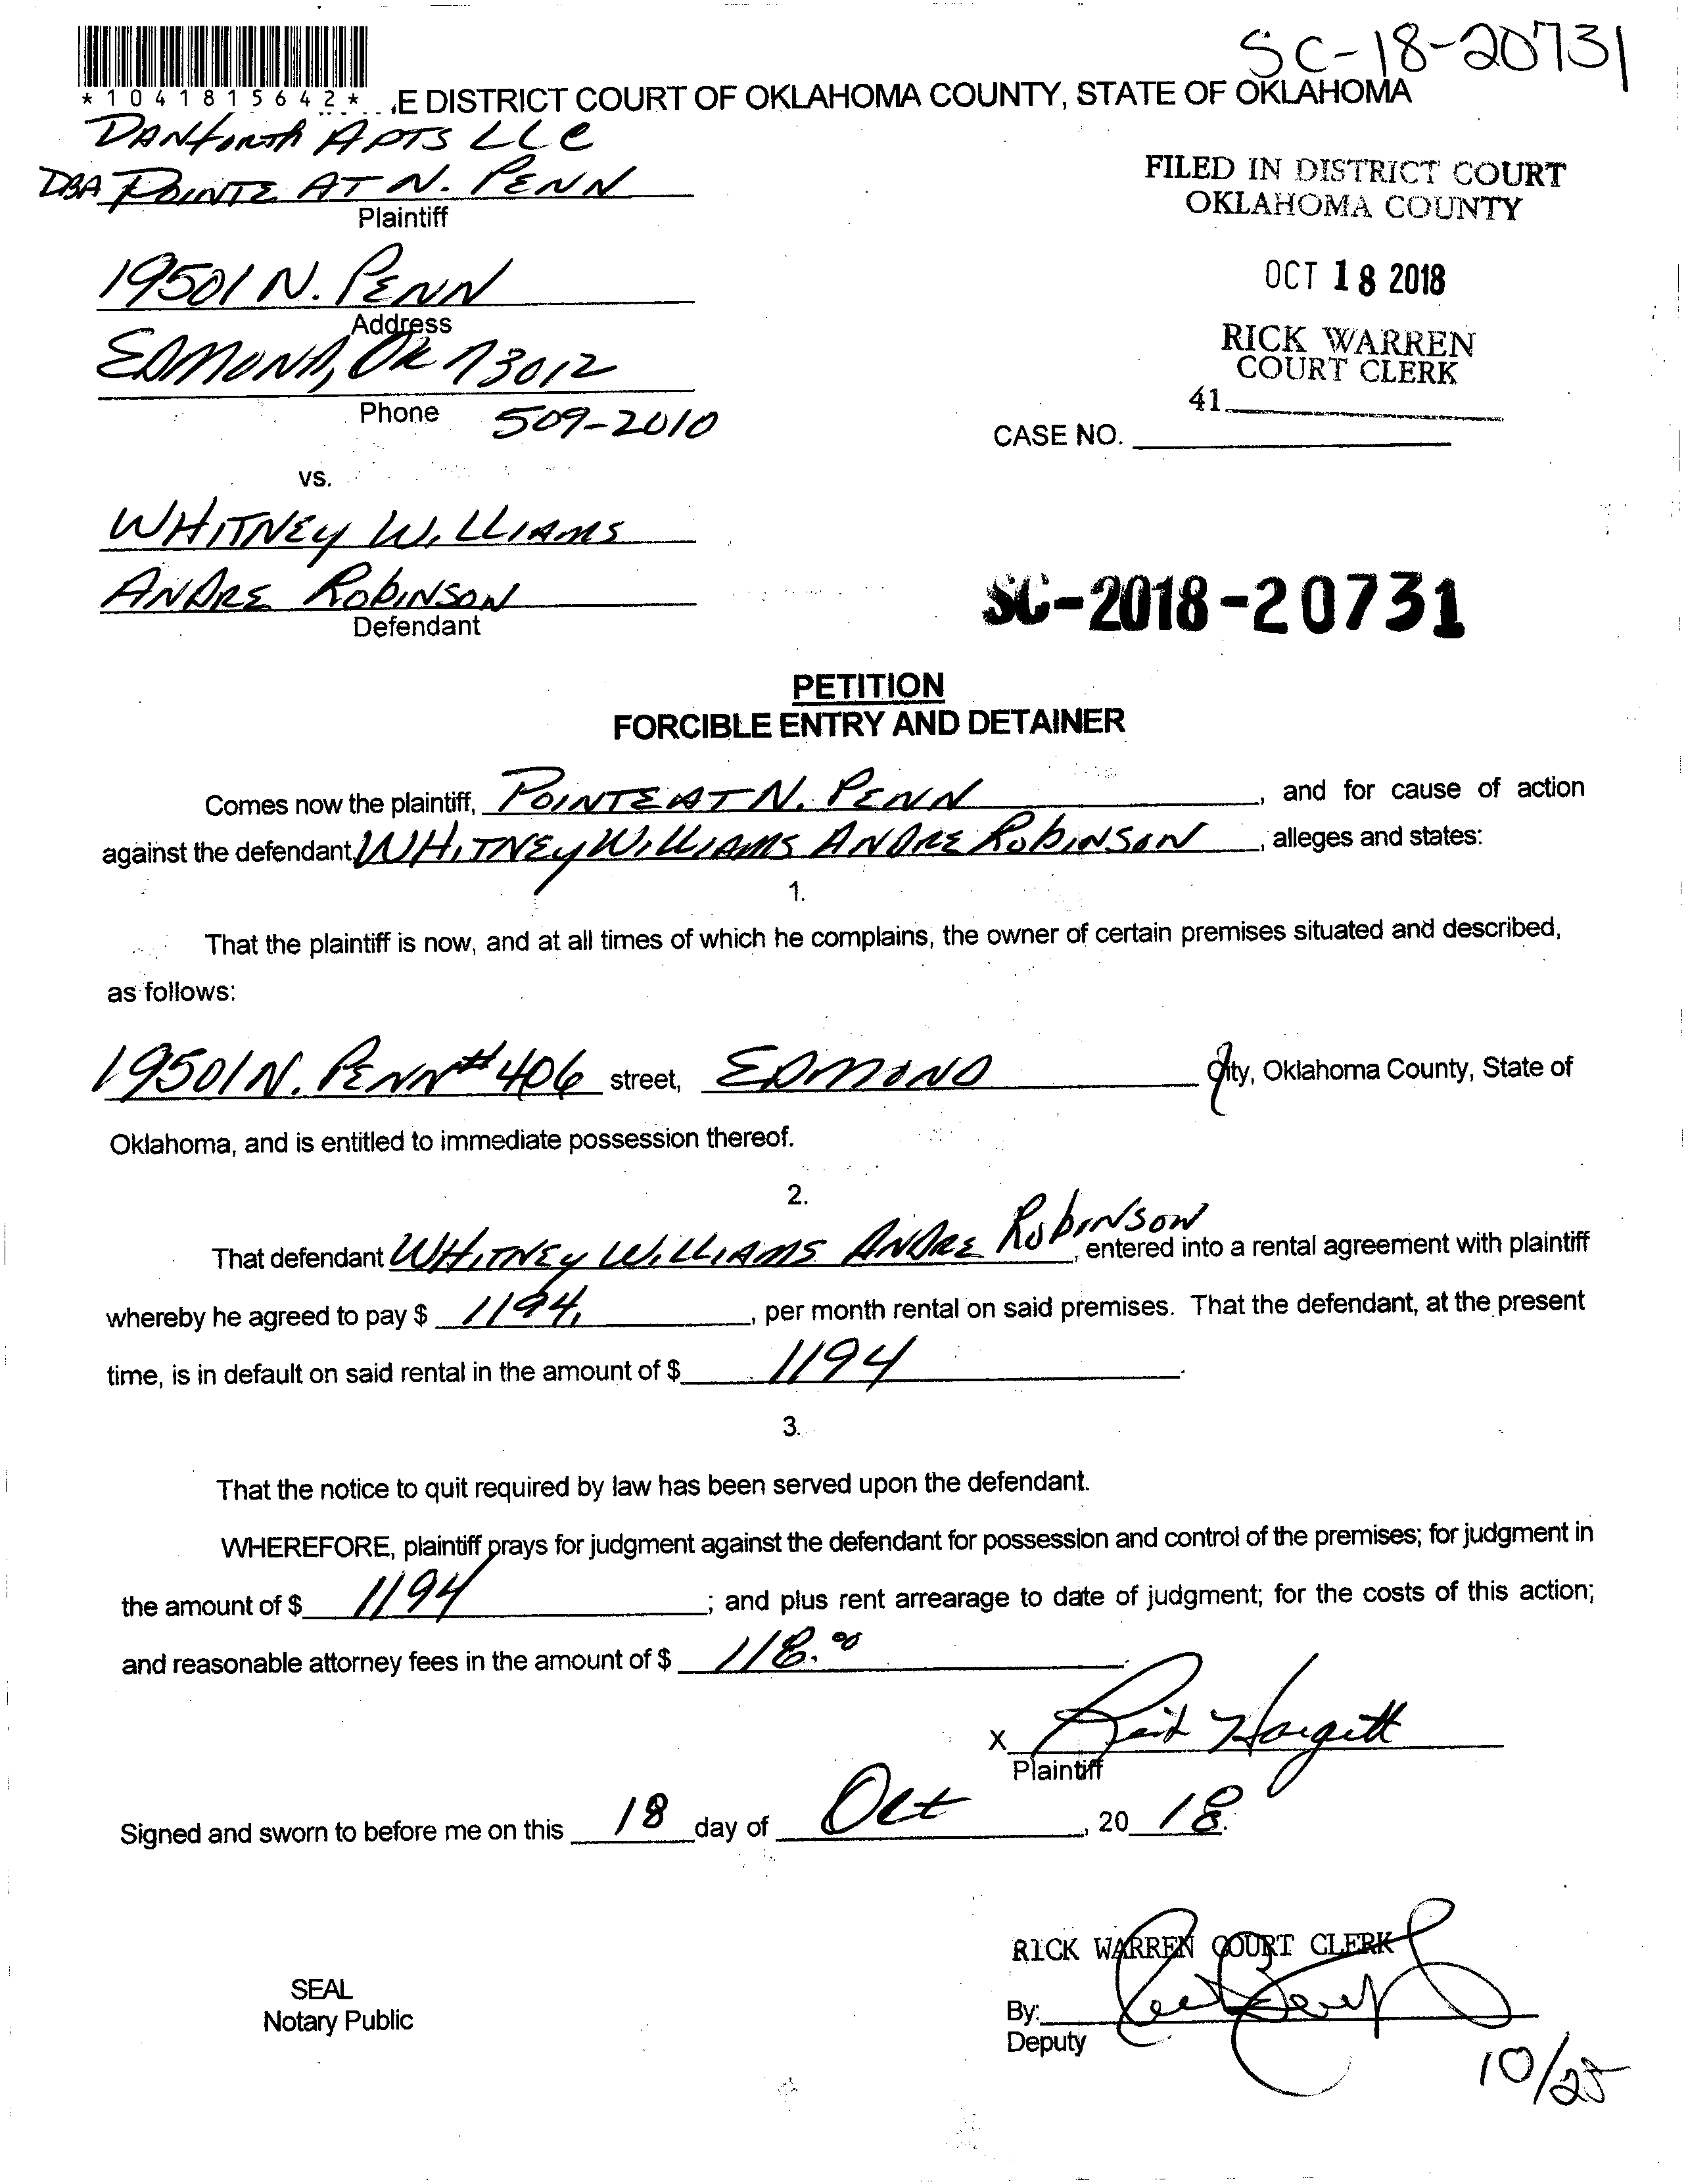 SC-18-20731
*1041815642*
E DISTRICT COURT OF OKLAHOMA COUNTY, STATE OF OKLAHOMA
DANforth APTS LLC
DBA POINTE AT N. PENN
Plaintiff
FILED IN DISTRICT COURT
OKLAHOMA COUNTY
19501 N. PENN
Address
OCT 18 2018
EDMOND, OK 73012
RICK WARREN
COURT CLERK
Phone 509-2010
41
CASE NO.
vs.
WHITNEY WILLIAMS
ANDRE RobINSON
Defendant
SC-2018-20731
PETITION
FORCIBLE ENTRY AND DETAINER
Comes now the plaintiff, POINTE AT N. PENN, and for cause of action
against the defendant WHITNEY WILLIAMS ANDRE RobINSON, alleges and states:
1.
That the plaintiff is now, and at all times of which he complains, the owner of certain premises situated and described,
as follows:
19501 N. PENN #406 street, EDMOND City, Oklahoma County, State of
Oklahoma, and is entitled to immediate possession thereof.
2.
That defendant WHITNEY WILLIAMS ANDRE RobINSON, entered into a rental agreement with plaintiff
whereby he agreed to pay $ 1194, per month rental on said premises. That the defendant, at the present
time, is in default on said rental in the amount of $ 1194.
3.
That the notice to quit required by law has been served upon the defendant.
WHEREFORE, plaintiff prays for judgment against the defendant for possession and control of the premises; for judgment in
the amount of $ 1194; and plus rent arrearage to date of judgment; for the costs of this action;
and reasonable attorney fees in the amount of $ 118.00.
X Hargett
Plaintiff
Signed and sworn to before me on this 18 day of Oct, 20 18.
RICK WARREN COURT CLERK
SEAL
Notary Public
By:
Deputy
10/25